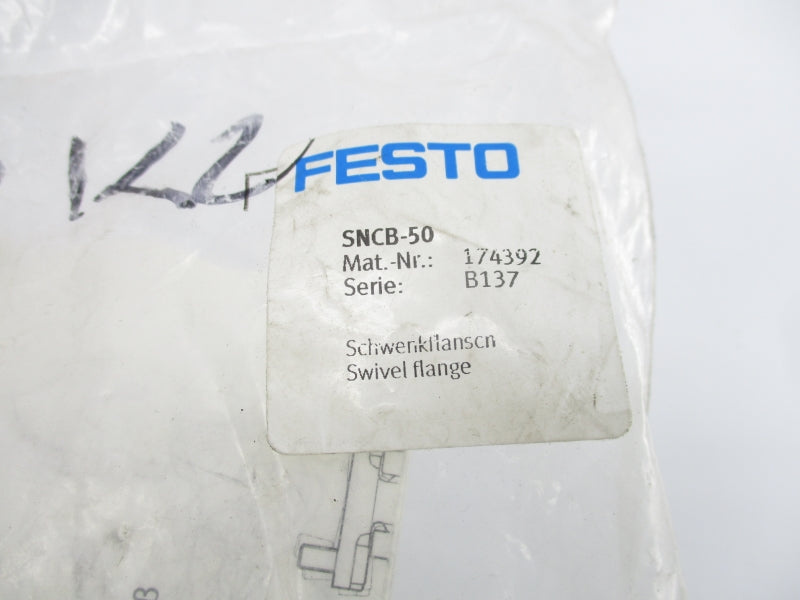 FESTO
SNCB-50
Mat.-Nr.: 174392
Serie: B137
Schwenkflansch
Swivel flange